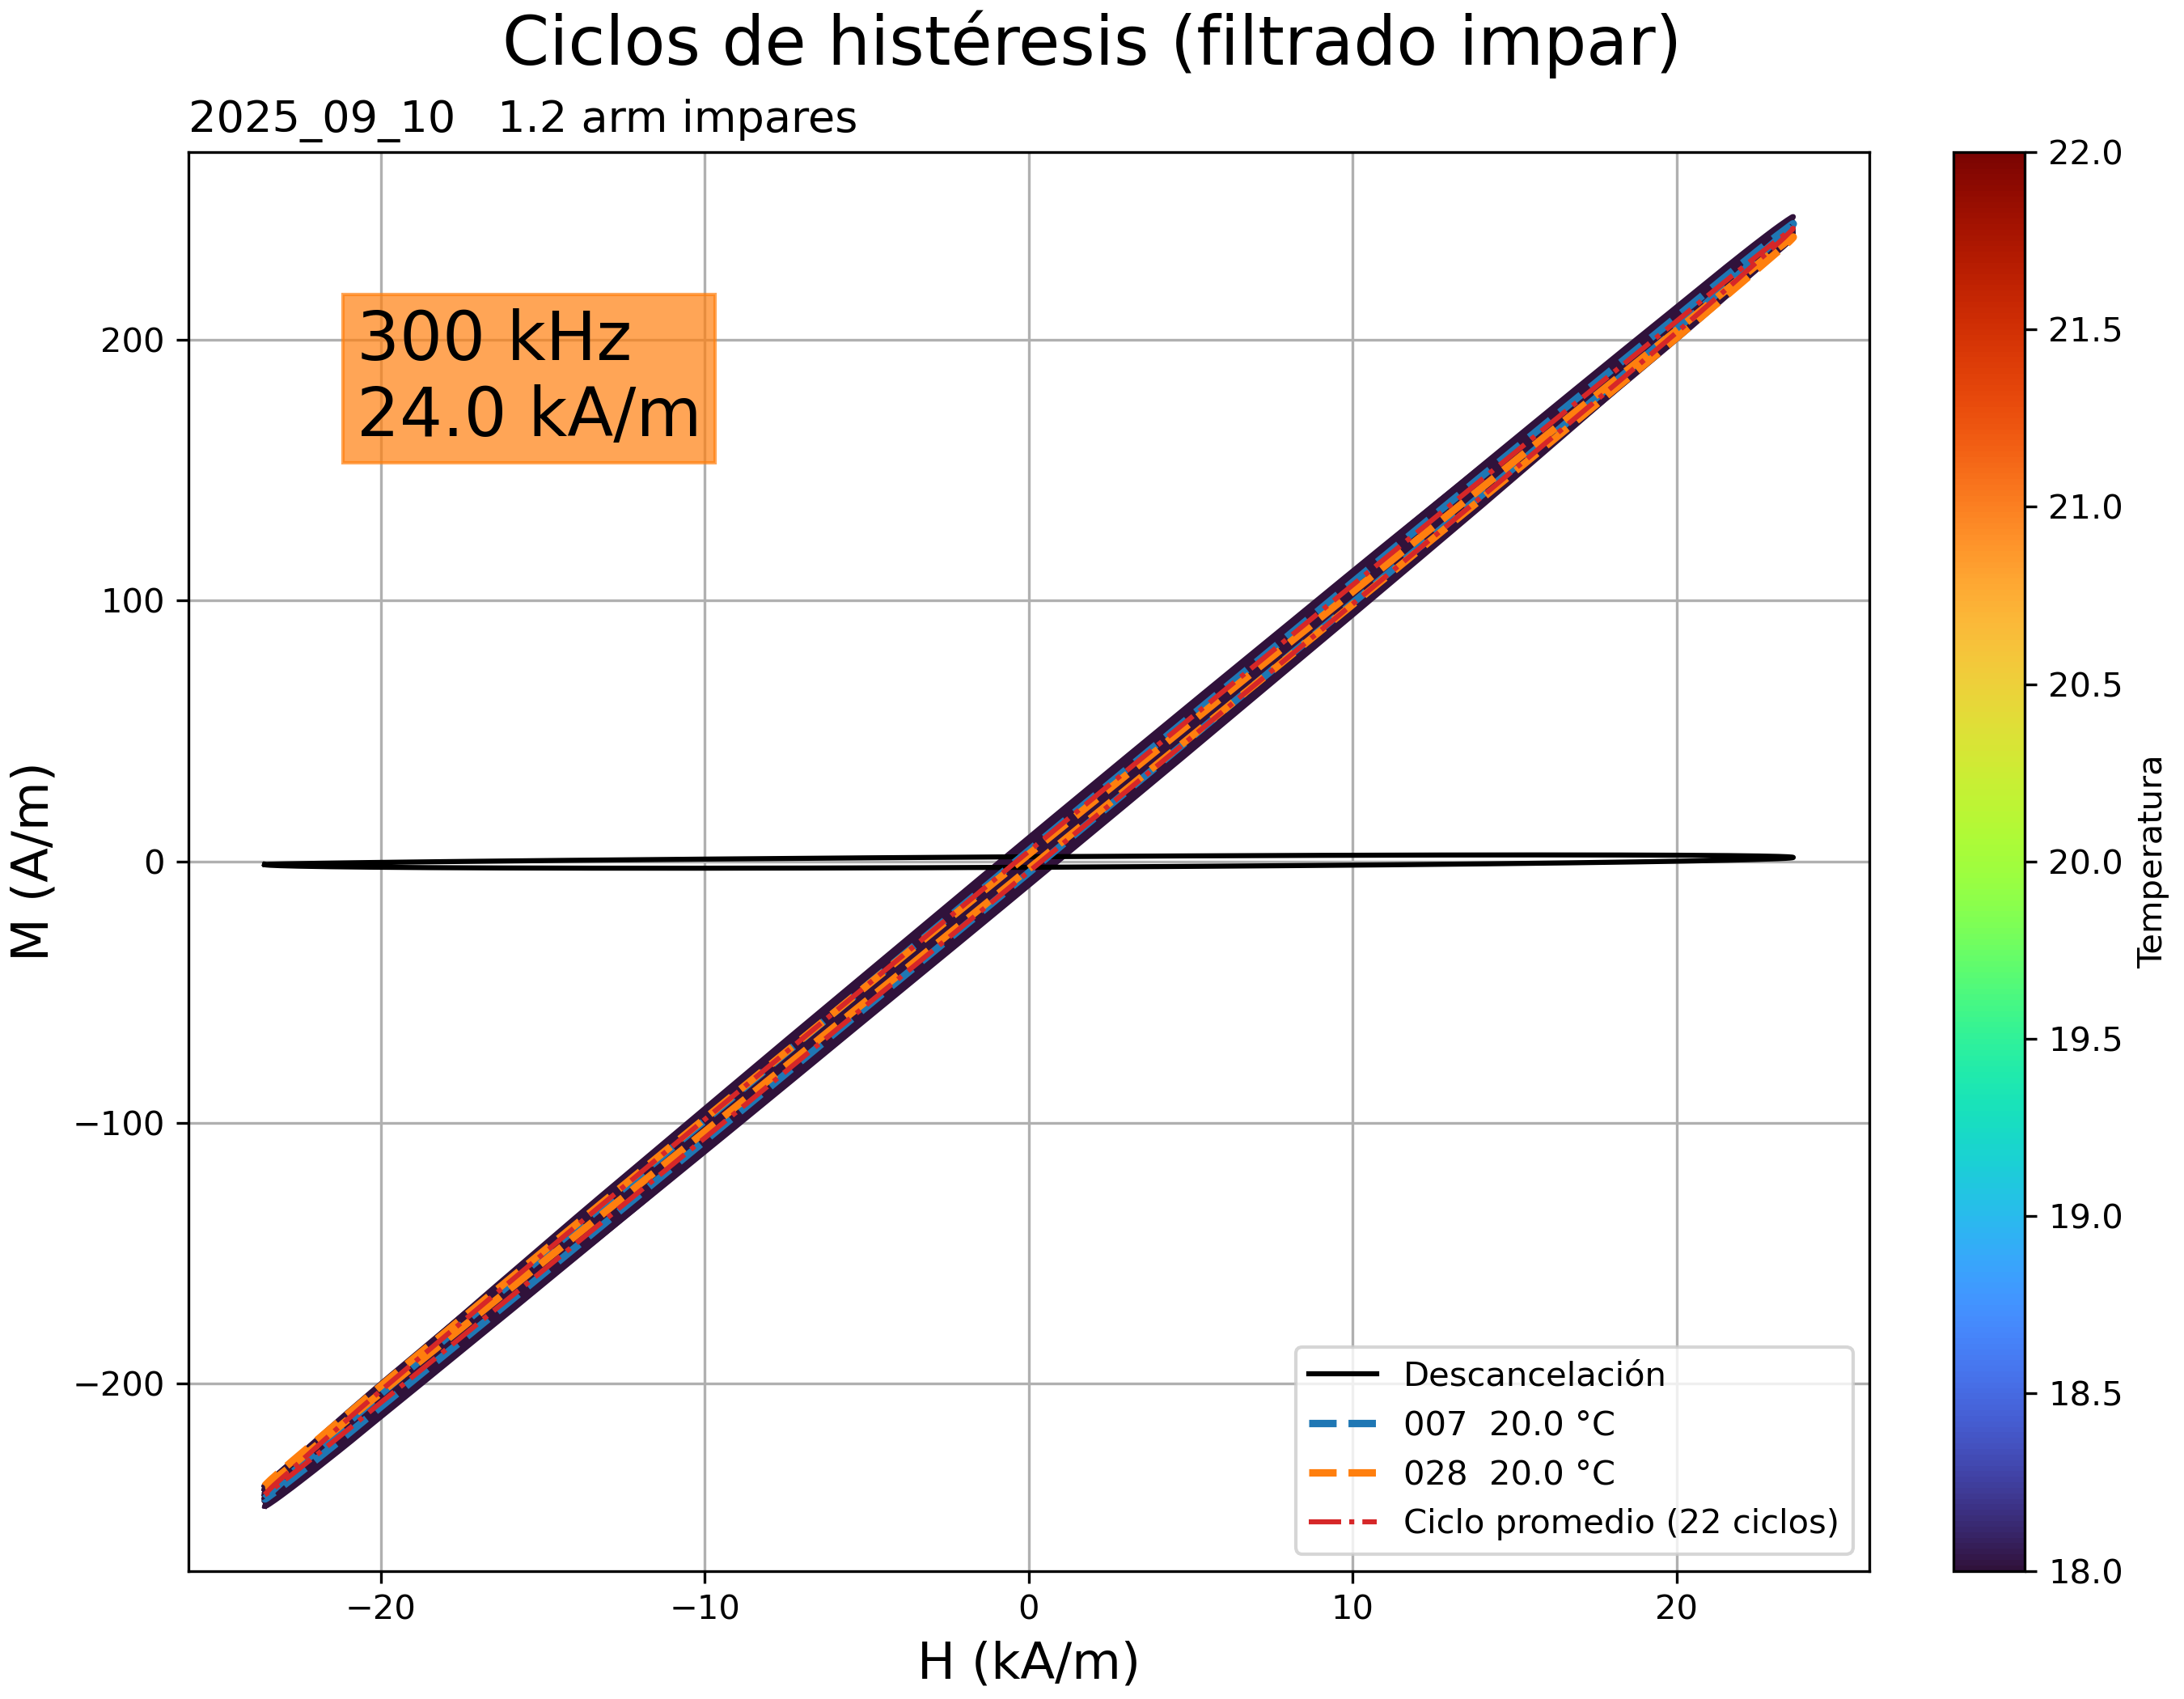 Ciclos de histéresis (filtrado impar)
2025_09_10   1.2 arm impares
300 kHz
24.0 kA/m
M (A/m)
200
100
0
−100
−200
−20
−10
0
10
20
H (kA/m)
Descancelación
007  20.0 °C
028  20.0 °C
Ciclo promedio (22 ciclos)
22.0
21.5
21.0
20.5
20.0
19.5
19.0
18.5
18.0
Temperatura